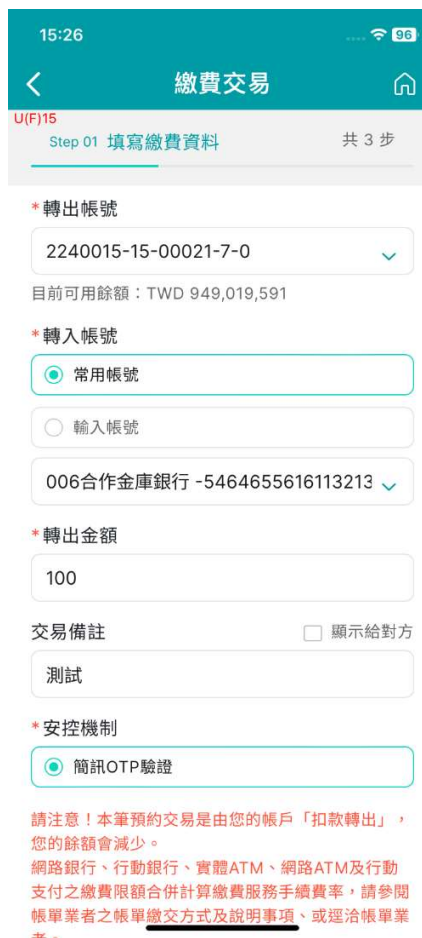 15:26
96
繳費交易
U(F)15
Step 01 填寫繳費資料
共 3 步
*轉出帳號
2240015-15-00021-7-0
目前可用餘額：TWD 949,019,591
*轉入帳號
常用帳號
輸入帳號
006合作金庫銀行 -5464655616113213
*轉出金額
100
交易備註
顯示給對方
測試
*安控機制
簡訊OTP驗證
請注意！本筆預約交易是由您的帳戶「扣款轉出」，
您的餘額會減少。
網路銀行、行動銀行、實體ATM、網路ATM及行動
支付之繳費限額合併計算繳費服務手續費率，請參閱
帳單業者之帳單繳交方式及說明事項、或逕洽帳單業
者。